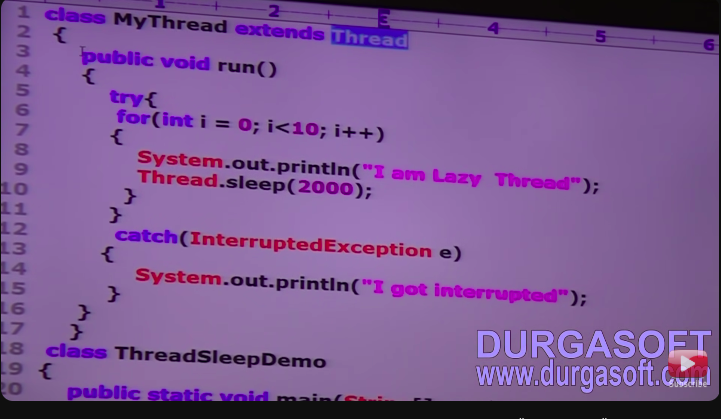 1 2 3 4 5 6
1 class MyThread extends Thread
2 {
3 public void run()
4 {
5 try{
6 for(int i = 0; i<10; i++)
7 {
8 System.out.println("I am Lazy Thread");
9 Thread.sleep(2000);
10 }
11 }
12 catch(InterruptedException e)
13 {
14 System.out.println("I got interrupted");
15 }
16 }
17 }
18 class ThreadSleepDemo
19 {
20 public static void main(String []
DURGASOFT
www.durgasoft.com
Subscribe